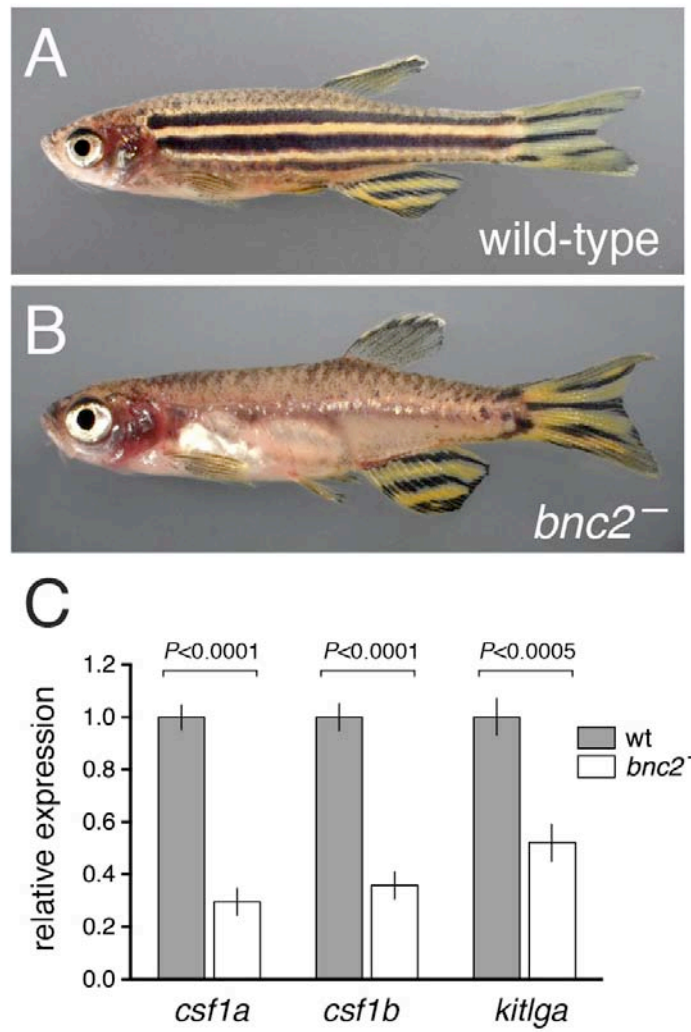 A
wild-type
B
bnc2⁻
C
P<0.0001 P<0.0001 P<0.0005
1.2
1.0
0.8
0.6
0.4
0.2
0.0
relative expression
wt
bnc2⁻
csf1a csf1b kitlga